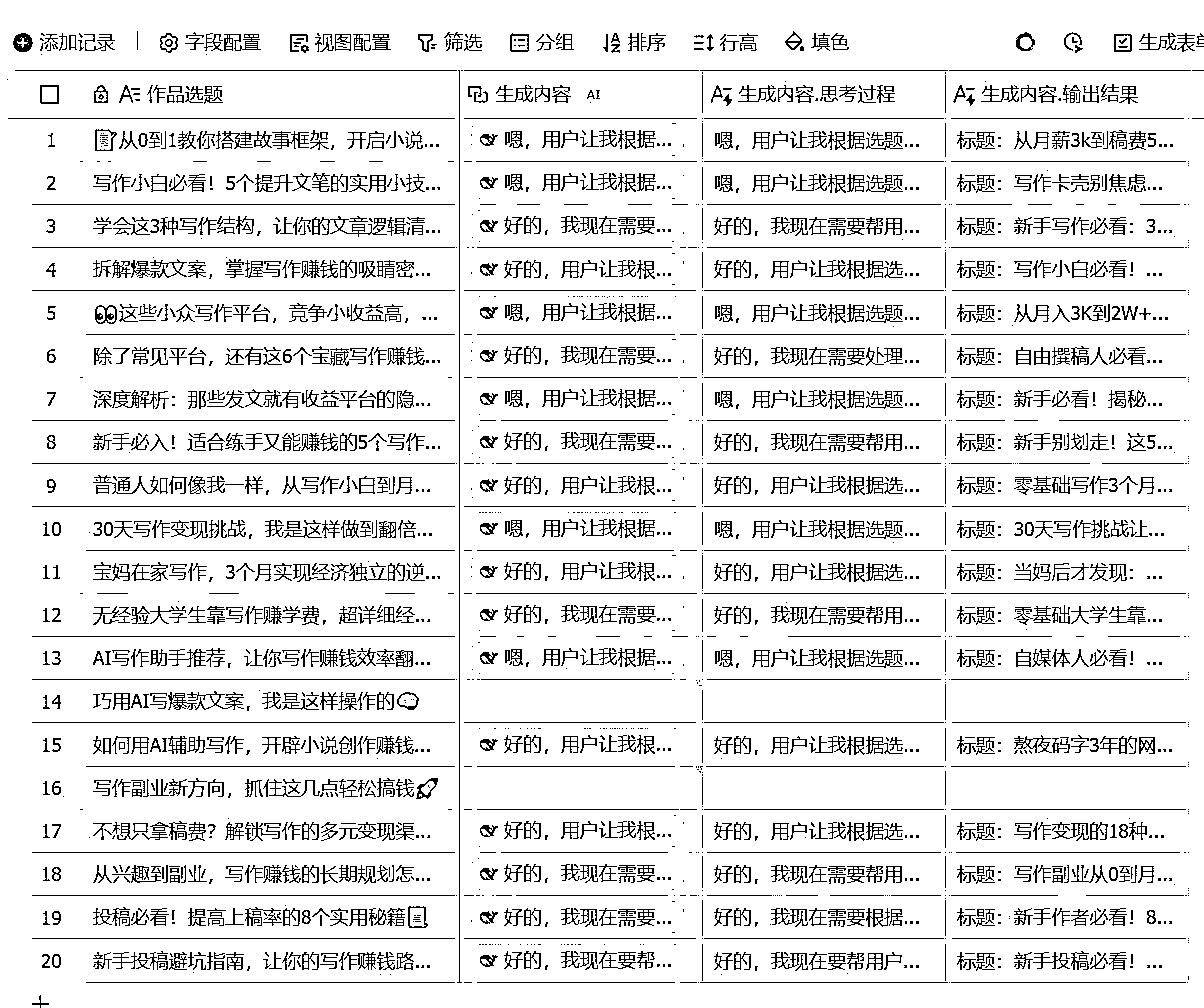 添加记录 字段配置 视图配置 筛选 分组 排序 行高 填色 生成表单
作品选题 生成内容 AI 生成内容.思考过程 生成内容.输出结果
1 从0到1教你搭建故事框架，开启小说... 嗯，用户让我根据... 嗯，用户让我根据选题... 标题：从月薪3k到稿费5...
2 写作小白必看！5个提升文笔的实用小技... 嗯，用户让我根据... 嗯，用户让我根据选题... 标题：写作卡壳别焦虑...
3 学会这3种写作结构，让你的文章逻辑清... 好的，我现在需要... 好的，我现在需要帮用... 标题：新手写作必看：3...
4 拆解爆款文案，掌握写作赚钱的吸睛密... 好的，用户让我根... 好的，用户让我根据选... 标题：写作小白必看！...
5 👀这些小众写作平台，竞争小收益高，... 嗯，用户让我根据... 嗯，用户让我根据选题... 标题：从月入3K到2W+...
6 除了常见平台，还有这6个宝藏写作赚钱... 好的，我现在需要... 好的，我现在需要处理... 标题：自由撰稿人必看...
7 深度解析：那些发文就有收益平台的隐... 嗯，用户让我根据... 嗯，用户让我根据选题... 标题：新手必看！揭秘...
8 新手必入！适合练手又能赚钱的5个写作... 好的，我现在需要... 好的，我现在需要帮用... 标题：新手别划走！这5...
9 普通人如何像我一样，从写作小白到月... 好的，用户让我根... 好的，用户让我根据选... 标题：零基础写作3个月...
10 30天写作变现挑战，我是这样做到翻倍... 嗯，用户让我根据... 嗯，用户让我根据选题... 标题：30天写作挑战让...
11 宝妈在家写作，3个月实现经济独立的逆... 好的，用户让我根... 好的，用户让我根据选... 标题：当妈后才发现：...
12 无经验大学生靠写作赚学费，超详细经... 好的，我现在需要... 好的，我现在需要帮用... 标题：零基础大学生靠...
13 AI写作助手推荐，让你写作赚钱效率翻... 嗯，用户让我根据... 嗯，用户让我根据选题... 标题：自媒体人必看！...
14 巧用AI写爆款文案，我是这样操作的
15 如何用AI辅助写作，开辟小说创作赚钱... 好的，用户让我根... 好的，用户让我根据选... 标题：熬夜码字3年的网...
16 写作副业新方向，抓住这几点轻松搞钱🚀
17 不想只拿稿费？解锁写作的多元变现渠... 好的，用户让我根... 好的，用户让我根据选... 标题：写作变现的18种...
18 从兴趣到副业，写作赚钱的长期规划怎... 好的，我现在需要... 好的，我现在需要帮用... 标题：写作副业从0到月...
19 投稿必看！提高上稿率的8个实用秘籍 好的，我现在需要... 好的，我现在需要根据... 标题：新手作者必看！8...
20 新手投稿避坑指南，让你的写作赚钱路... 好的，我现在要帮... 好的，我现在要帮用户... 标题：新手投稿必看！...